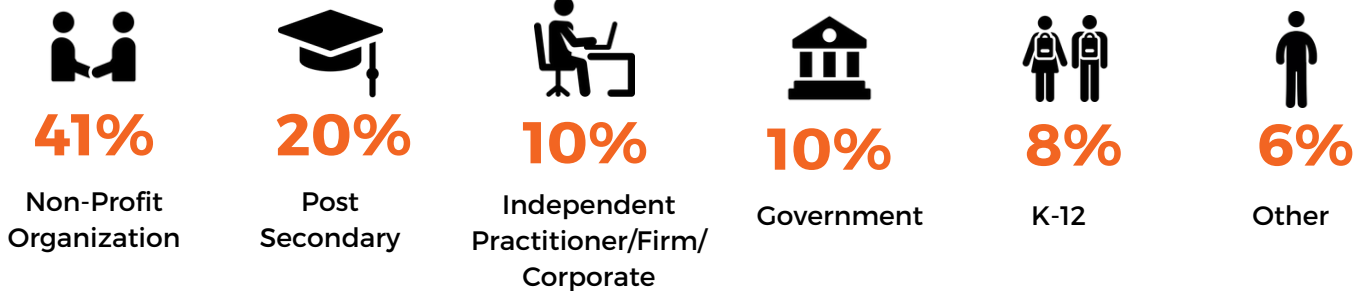 41%
Non-Profit
Organization
20%
Post
Secondary
10%
Independent
Practitioner/Firm/
Corporate
10%
Government
8%
K-12
6%
Other